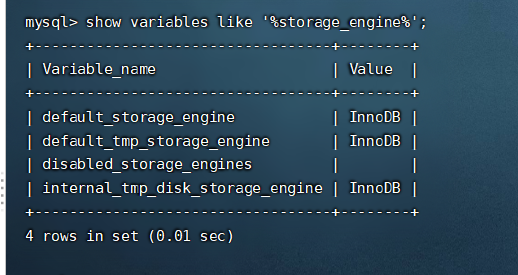 mysql> show variables like '%storage_engine%';
+----------------------------------+--------+
| Variable_name                    | Value  |
+----------------------------------+--------+
| default_storage_engine           | InnoDB |
| default_tmp_storage_engine       | InnoDB |
| disabled_storage_engines         |        |
| internal_tmp_disk_storage_engine | InnoDB |
+----------------------------------+--------+
4 rows in set (0.01 sec)